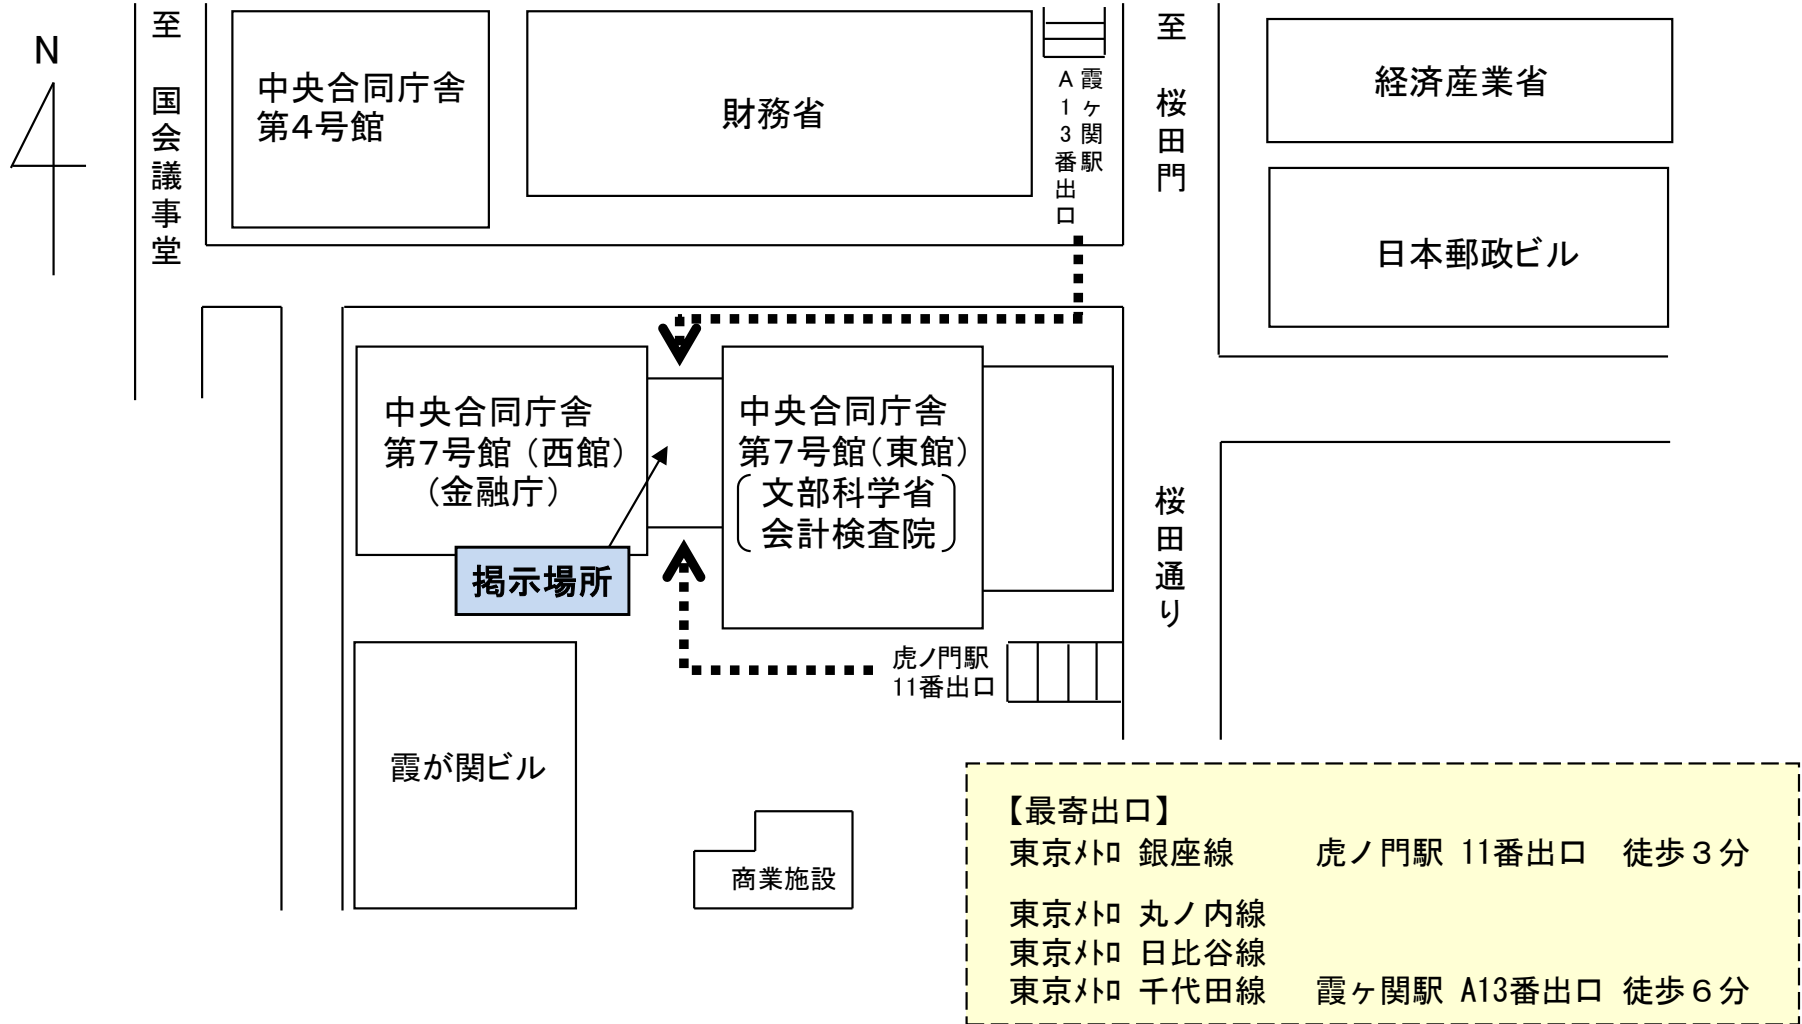 N
至　国会議事堂
中央合同庁舎
第4号館
財務省
霞ヶ関駅
A13番出口
至　桜田門
経済産業省
日本郵政ビル
中央合同庁舎
第7号館（西館）
（金融庁）
中央合同庁舎
第7号館（東館）
文部科学省
会計検査院
掲示場所
桜田通り
虎ノ門駅
11番出口
霞が関ビル
商業施設
【最寄出口】
東京ﾒﾄﾛ 銀座線　虎ノ門駅 11番出口　徒歩３分
東京ﾒﾄﾛ 丸ノ内線
東京ﾒﾄﾛ 日比谷線
東京ﾒﾄﾛ 千代田線　霞ヶ関駅 A13番出口　徒歩６分